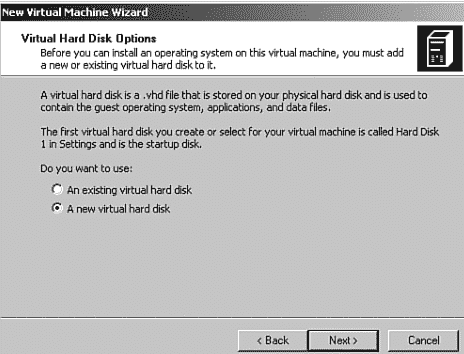 New Virtual Machine Wizard
Virtual Hard Disk Options
Before you can install an operating system on this virtual machine, you must add
a new or existing virtual hard disk to it.
A virtual hard disk is a .vhd file that is stored on your physical hard disk and is used to
contain the guest operating system, applications, and data files.
The first virtual hard disk you create or select for your virtual machine is called Hard Disk
1 in Settings and is the startup disk.
Do you want to use:
An existing virtual hard disk
A new virtual hard disk
< Back
Next >
Cancel